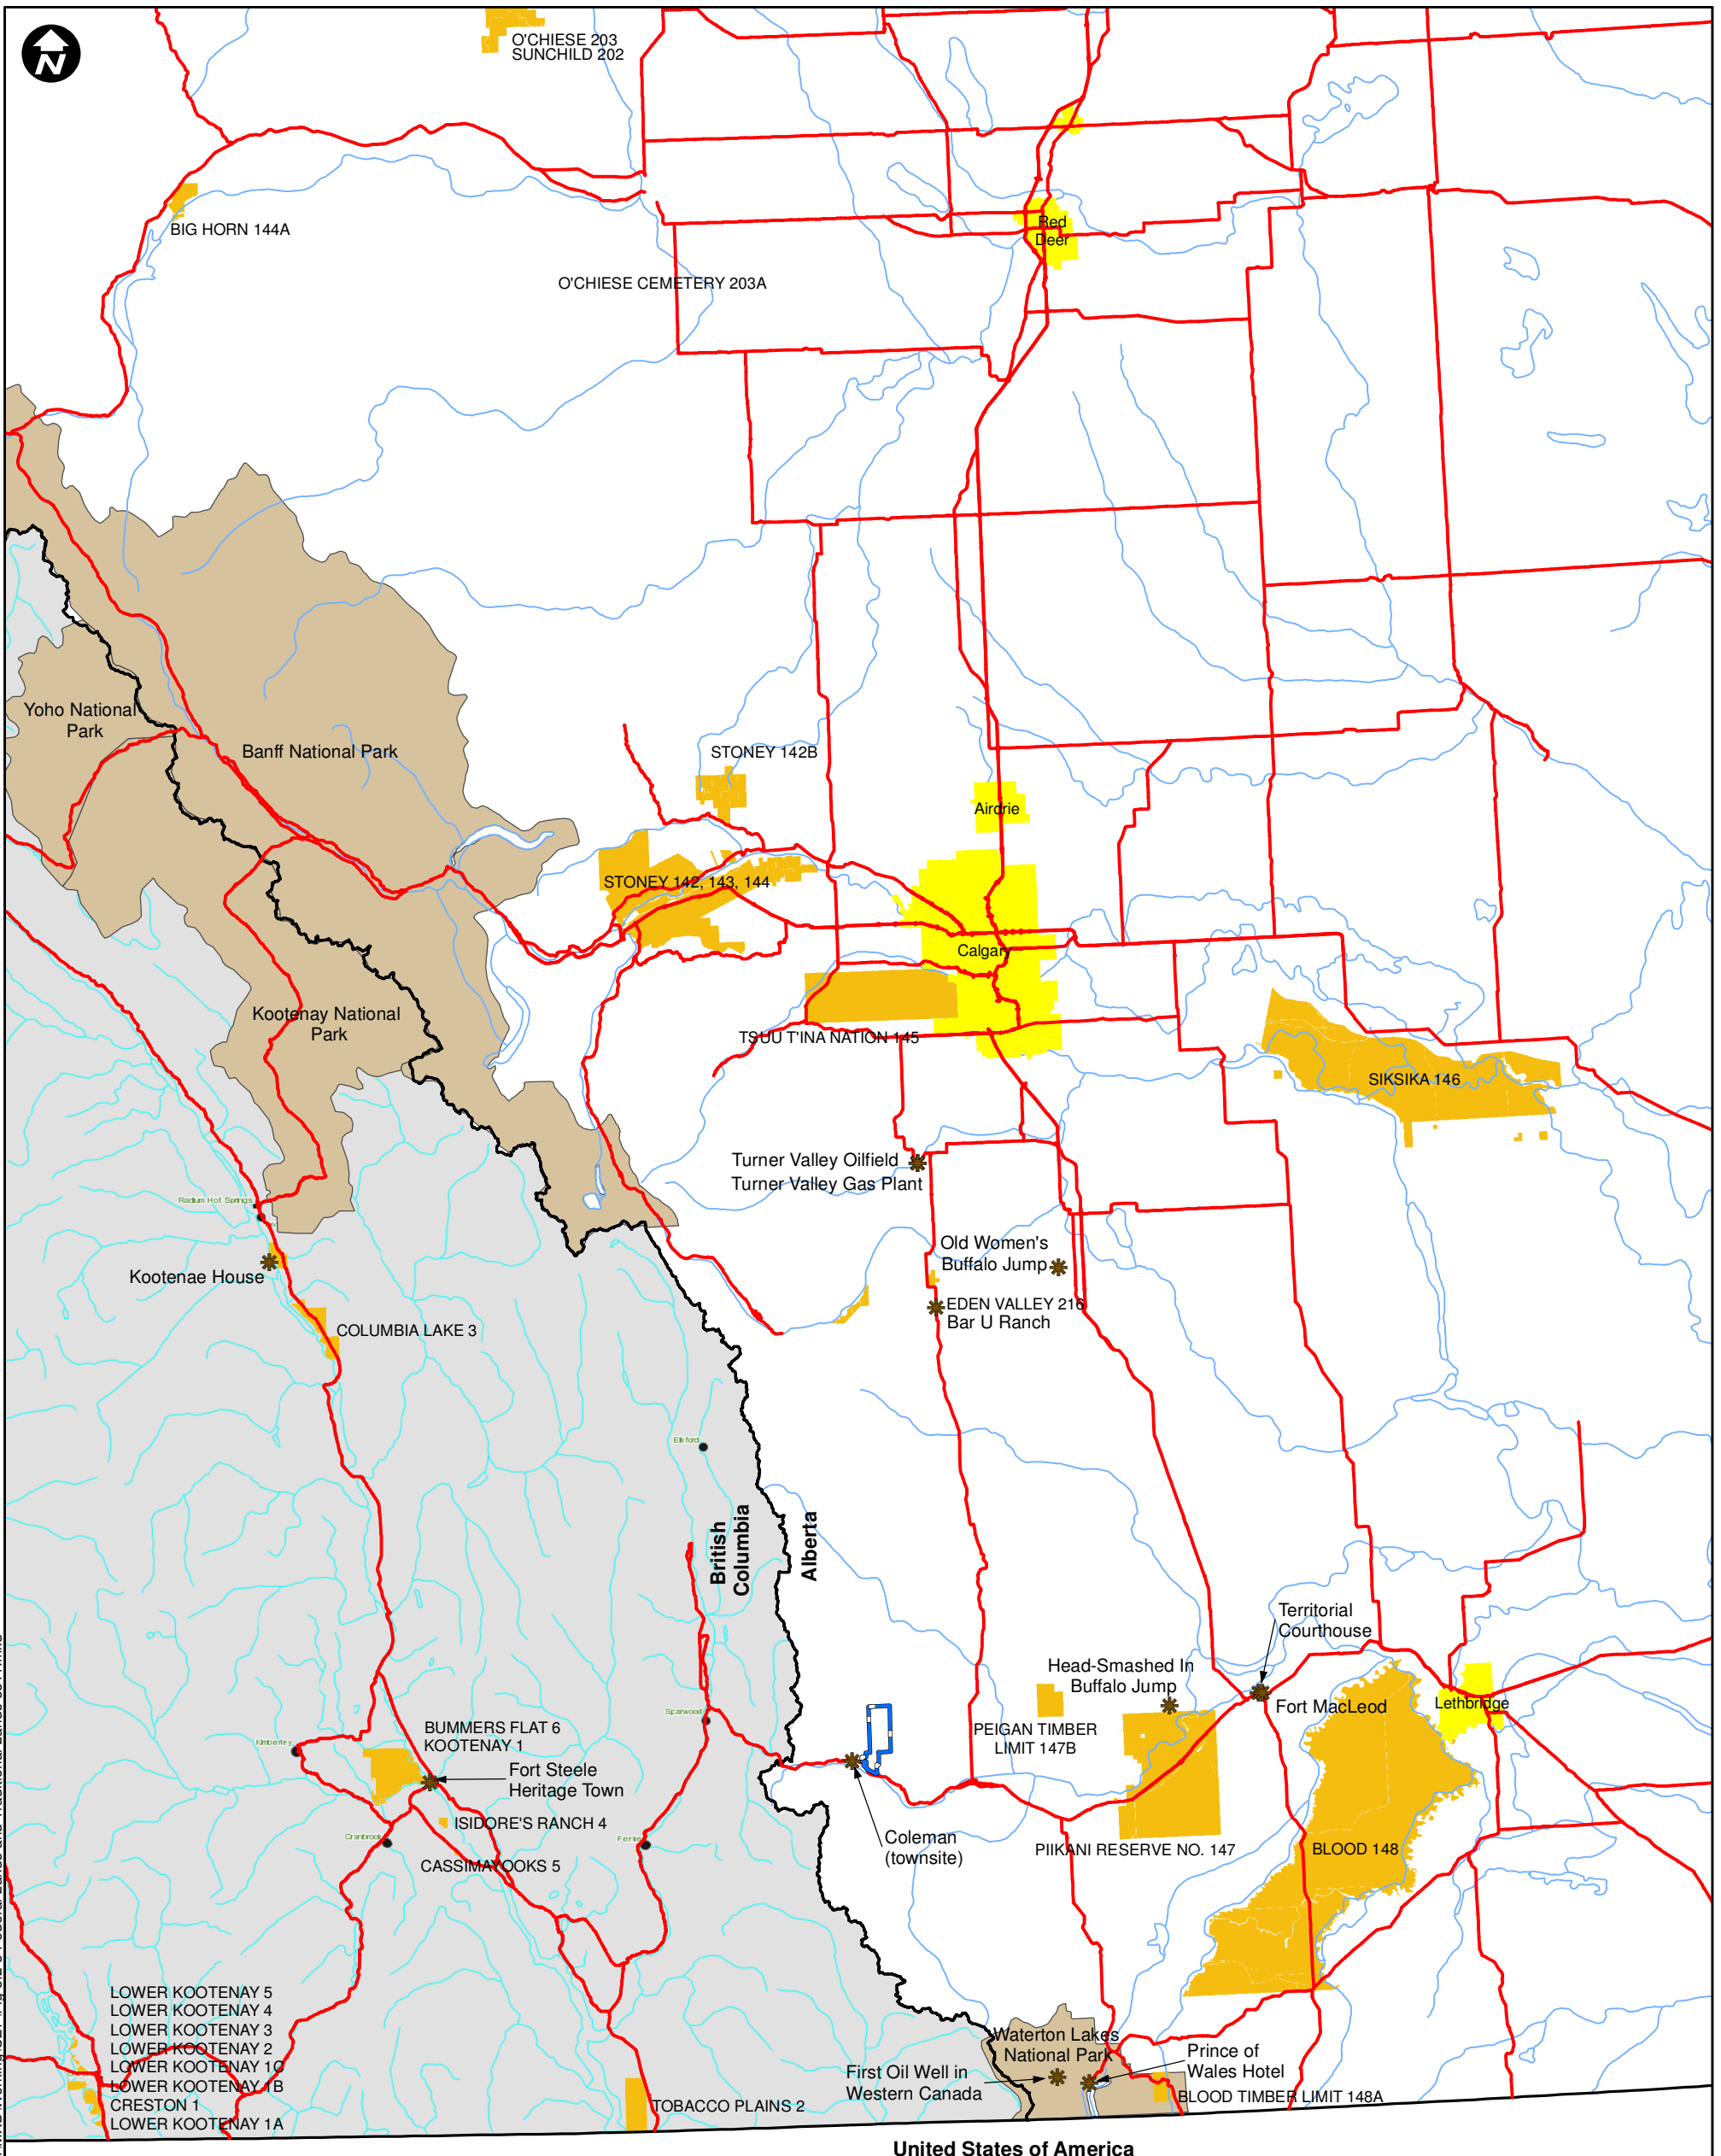 N
O'CHIESE 203
SUNCHILD 202
BIG HORN 144A
Red
Deer
O'CHIESE CEMETERY 203A
Yoho National
Park
Banff National Park
STONEY 142B
Airdrie
STONEY 142, 143, 144
Calgary
Kootenay National
Park
TSUU T'INA NATION 145
SIKSIKA 146
Turner Valley Oilfield
Turner Valley Gas Plant
Radium Hot Springs
Old Women's
Buffalo Jump
Kootenae House
EDEN VALLEY 216
Bar U Ranch
COLUMBIA LAKE 3
Elkford
British
Columbia
Alberta
Territorial
Courthouse
Head-Smashed In
Buffalo Jump
Fort MacLeod
Lethbridge
Sparwood
PEIGAN TIMBER
LIMIT 147B
BUMMERS FLAT 6
KOOTENAY 1
Kimberley
Fort Steele
Heritage Town
ISIDORE'S RANCH 4
Cranbrook
Fernie
Coleman
(townsite)
PIIKANI RESERVE NO. 147
BLOOD 148
CASSIMAYOOKS 5
LOWER KOOTENAY 5
LOWER KOOTENAY 4
LOWER KOOTENAY 3
LOWER KOOTENAY 2
LOWER KOOTENAY 1C
LOWER KOOTENAY 1B
CRESTON 1
LOWER KOOTENAY 1A
Waterton Lakes
National Park
First Oil Well in
Western Canada
Prince of
Wales Hotel
TOBACCO PLAINS 2
BLOOD TIMBER LIMIT 148A
United States of America